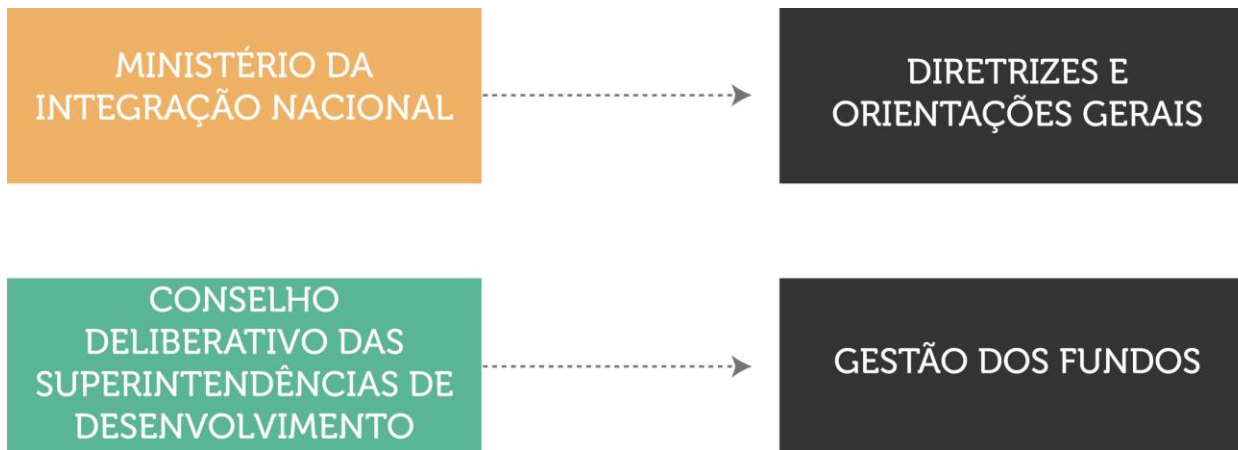 MINISTÉRIO DA
INTEGRAÇÃO NACIONAL
DIRETRIZES E
ORIENTAÇÕES GERAIS
CONSELHO
DELIBERATIVO DAS
SUPERINTENDÊNCIAS DE
DESENVOLVIMENTO
GESTÃO DOS FUNDOS